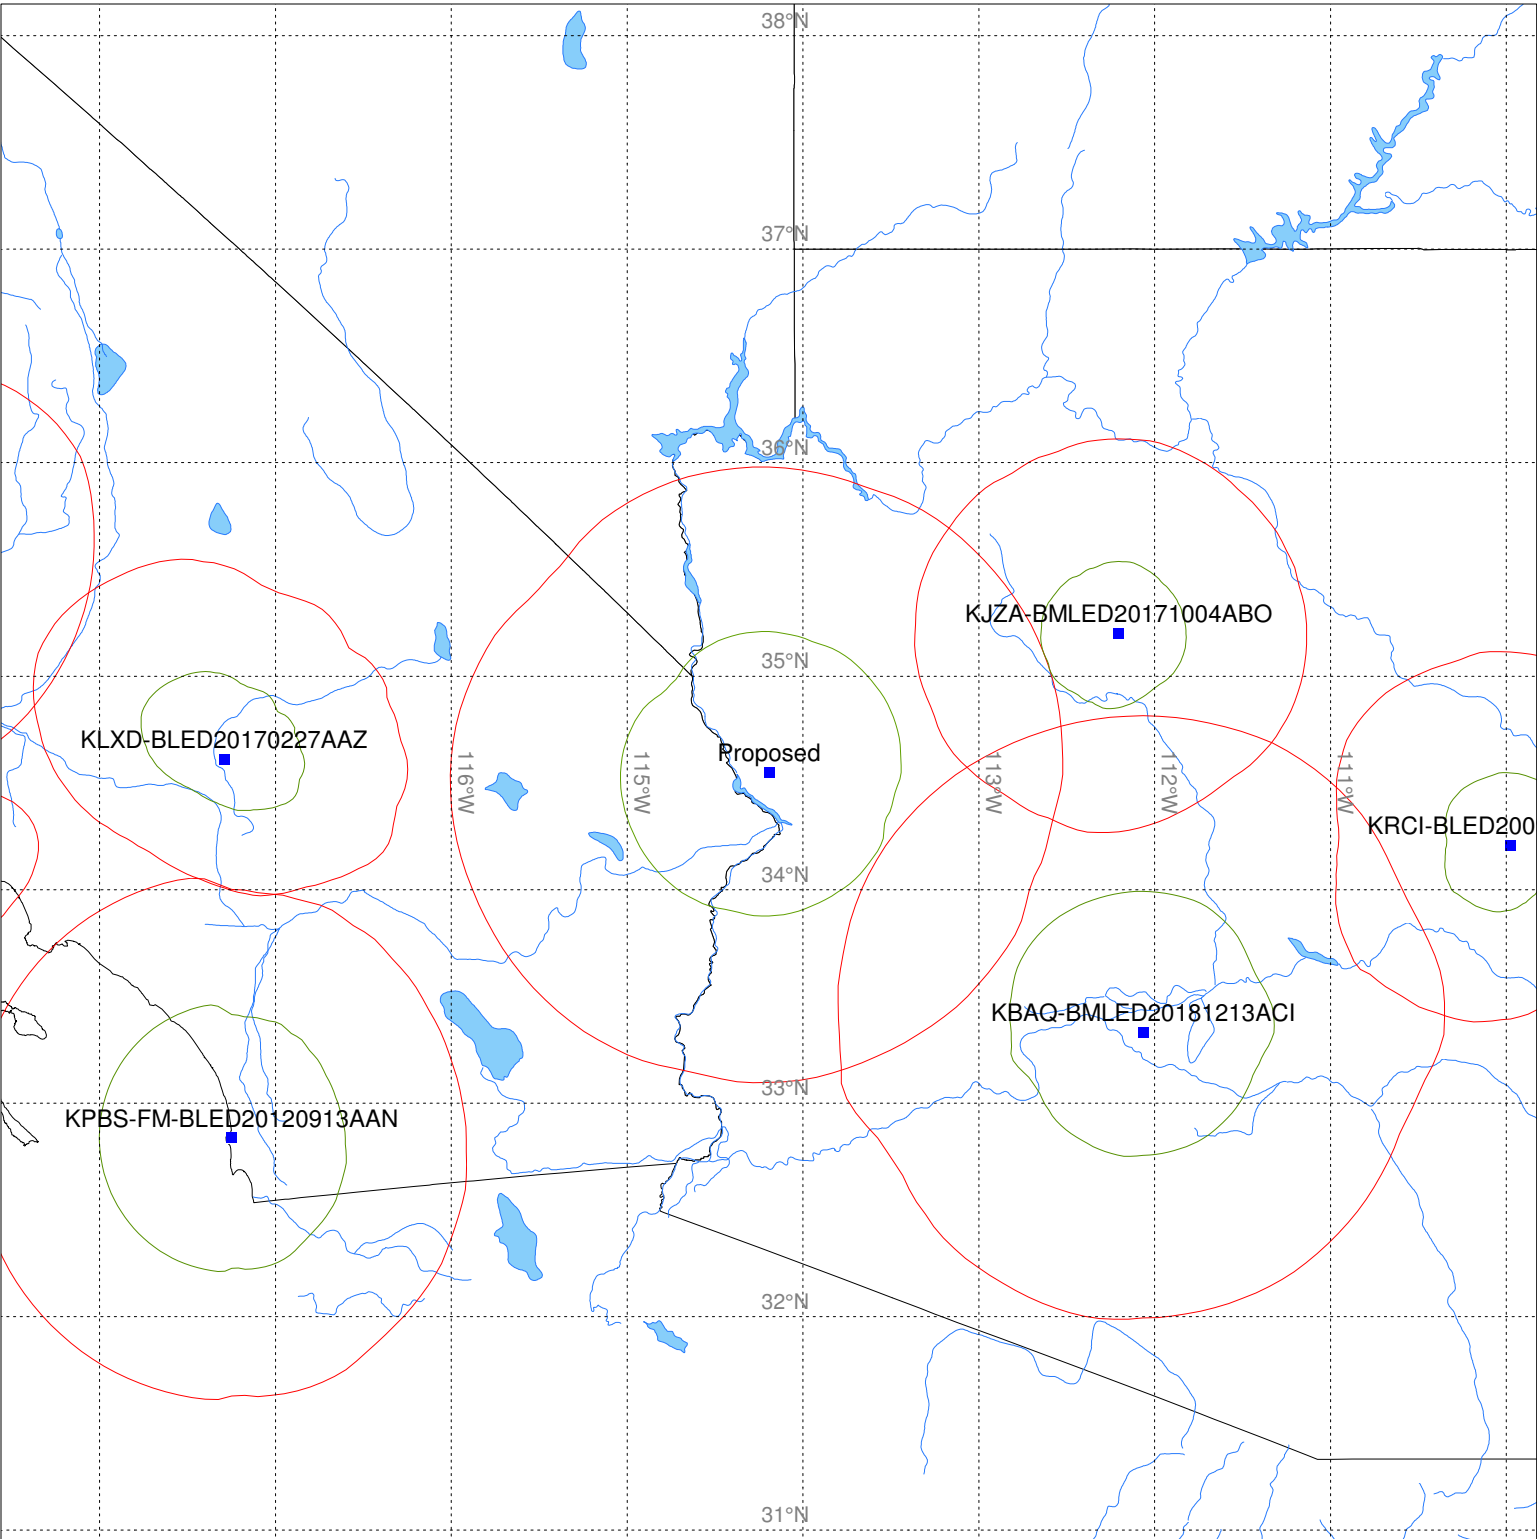 38°N
37°N
36°N
KJZA-BMLED20171004ABO
35°N
KLXD-BLED20170227AAZ
Proposed
116°W
115°W
113°W
112°W
111°W
KRCI-BLED200
34°N
KBAQ-BMLED20181213ACI
33°N
KPBS-FM-BLED20120913AAN
32°N
31°N